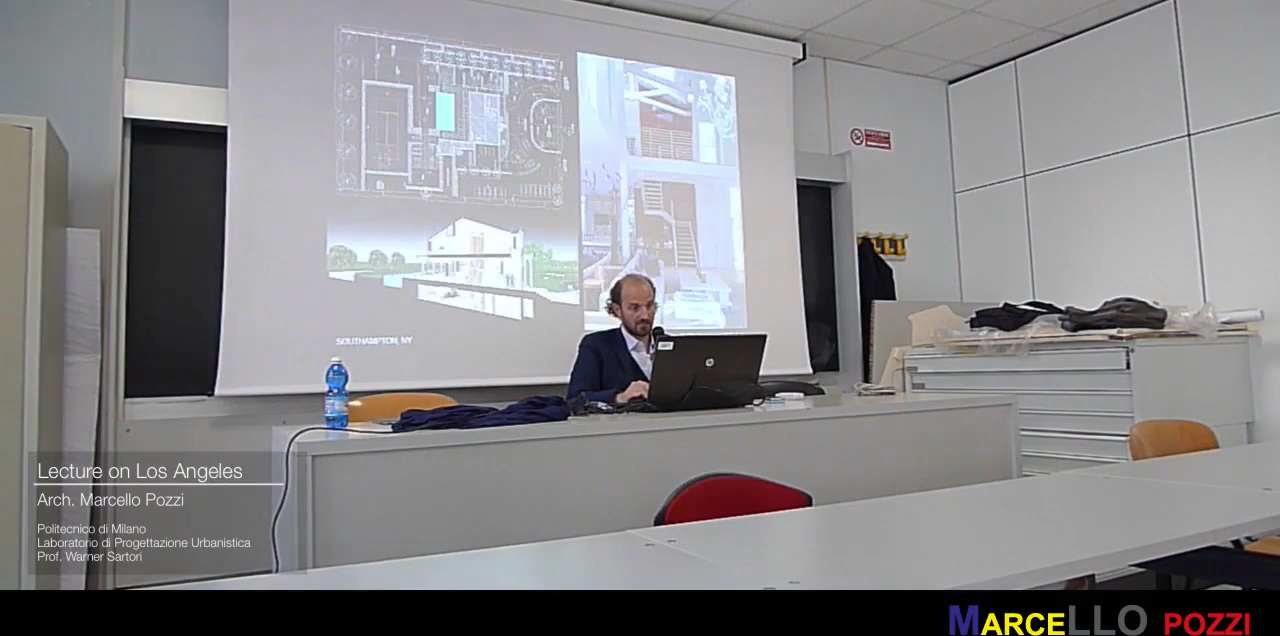 SOUTHAMPTON, NY
Lecture on Los Angeles
Arch. Marcello Pozzi
Politecnico di Milano
Laboratorio di Progettazione Urbanistica
Prof. Warner Sartori
hp
MARCELLO POZZI